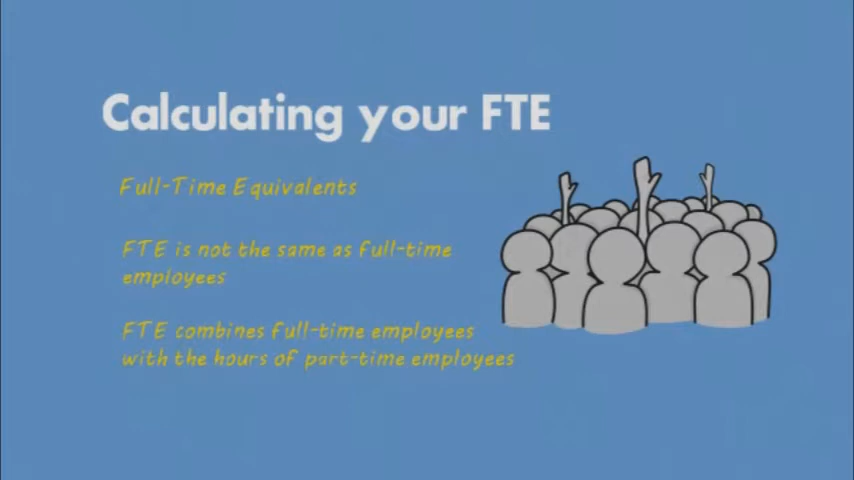 Calculating your FTE
Full-Time Equivalents
FTE is not the same as full-time
employees
FTE combines full-time employees
with the hours of part-time employees